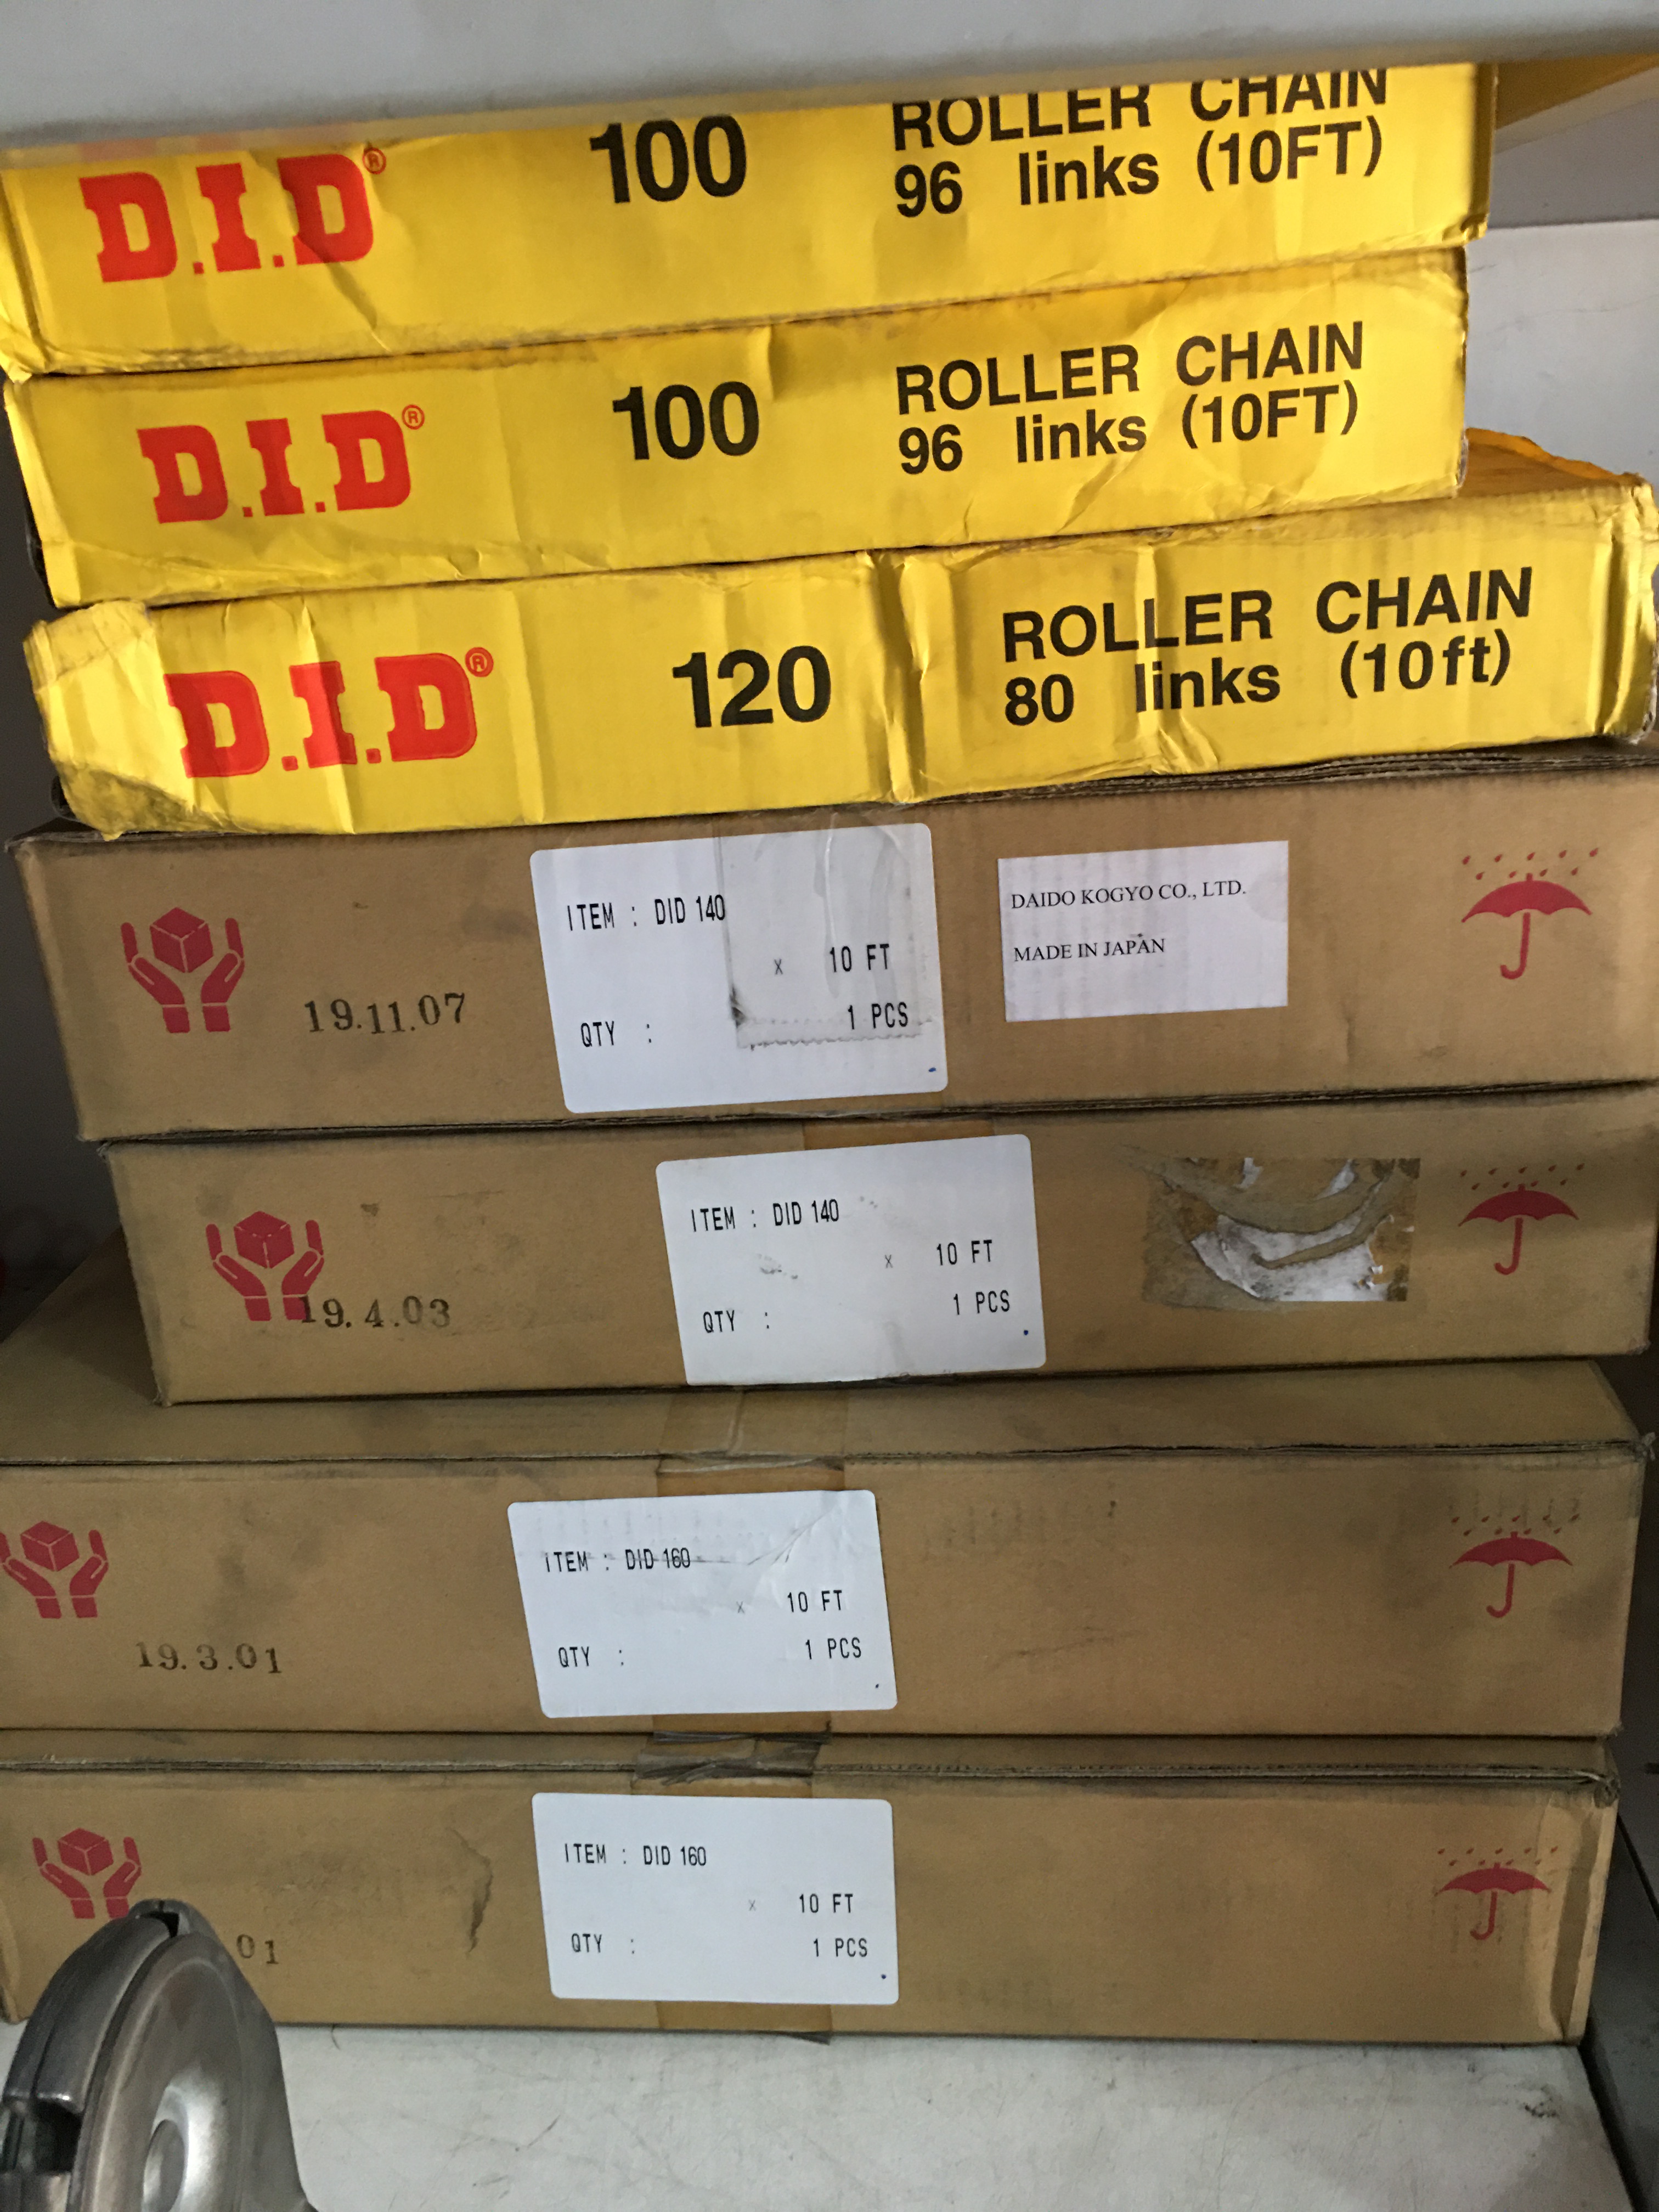 D.I.D® 100 ROLLER CHAIN
96 links (10FT)
D.I.D® 100 ROLLER CHAIN
96 links (10FT)
D.I.D® 120 ROLLER CHAIN
80 links (10ft)
19.11.07
ITEM : DID 140
x 10 FT
QTY : 1 PCS
DAIDO KOGYO CO., LTD.
MADE IN JAPAN
19.4.03
ITEM : DID 140
x 10 FT
QTY : 1 PCS
19.3.01
ITEM : DID 160
x 10 FT
QTY : 1 PCS
01
ITEM : DID 160
x 10 FT
QTY : 1 PCS